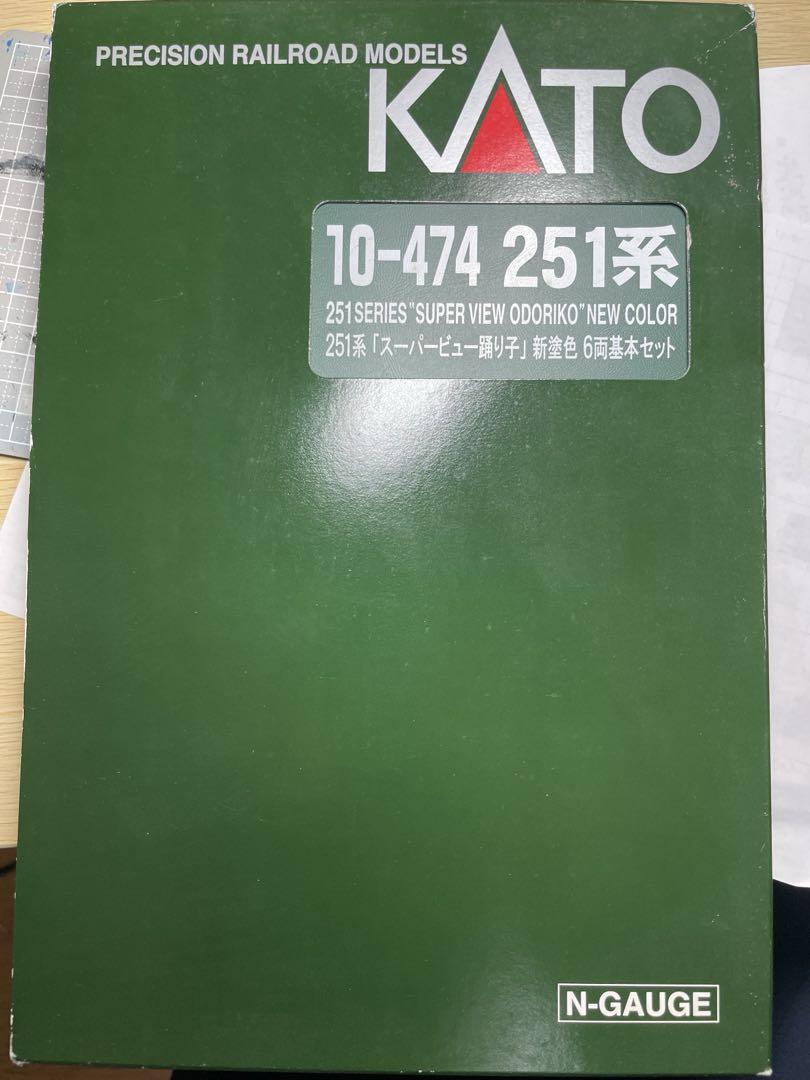 PRECISION RAILROAD MODELS
KATO
10-474 251系
251 SERIES "SUPER VIEW ODORIKO" NEW COLOR
251系「スーパービュー踊り子」新塗色 6両基本セット
N-GAUGE